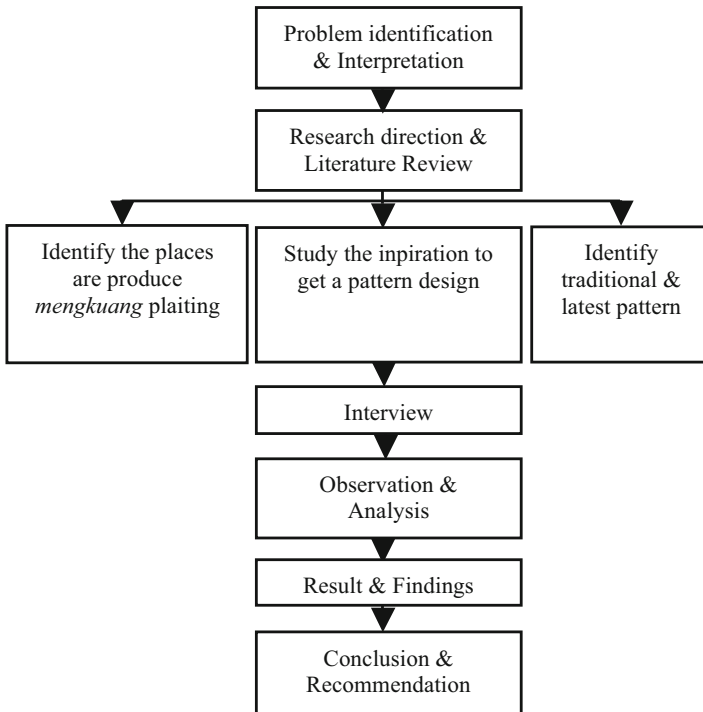 Problem identification
& Interpretation
Research direction &
Literature Review
Identify the places
are produce
mengkuang plaiting
Study the inpiration to
get a pattern design
Identify
traditional &
latest pattern
Interview
Observation &
Analysis
Result & Findings
Conclusion &
Recommendation